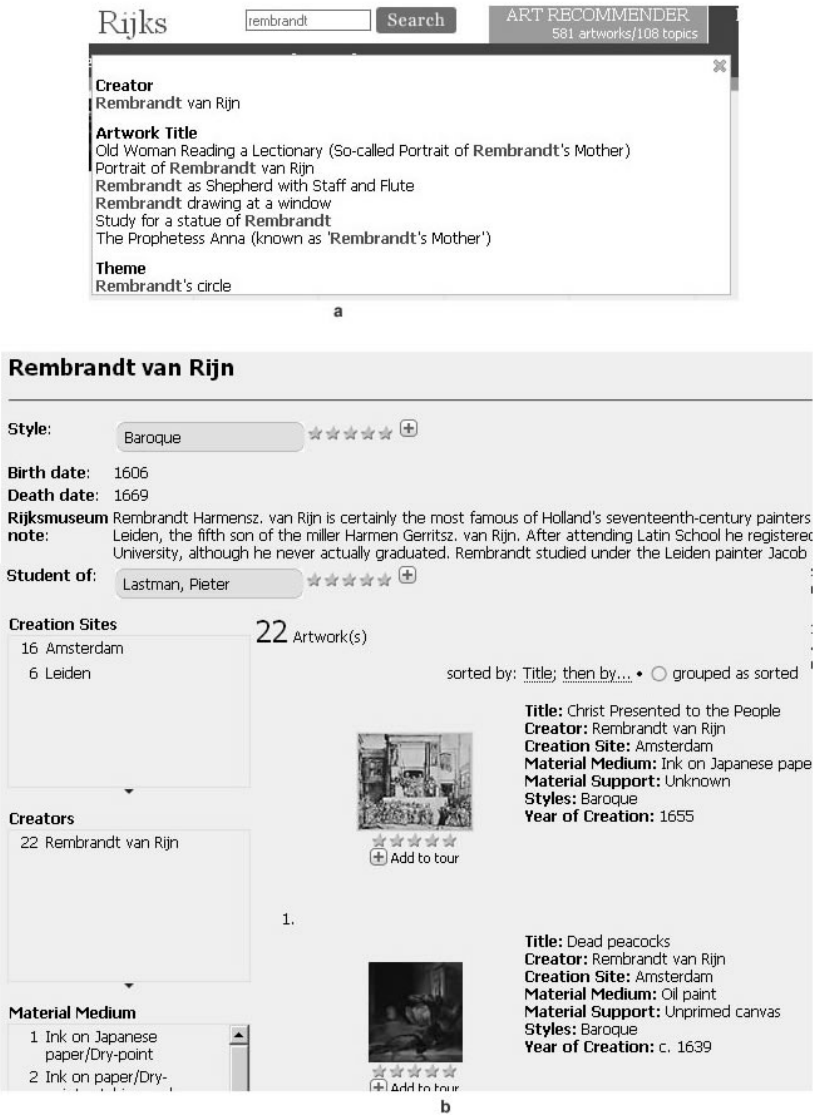 Rijks
rembrandt
Search
ART RECOMMENDER
581 artworks/108 topics
Creator
Rembrandt van Rijn
Artwork Title
Old Woman Reading a Lectionary (So-called Portrait of Rembrandt's Mother)
Portrait of Rembrandt van Rijn
Rembrandt as Shepherd with Staff and Flute
Rembrandt drawing at a window
Study for a statue of Rembrandt
The Prophetess Anna (known as 'Rembrandt's Mother')
Theme
Rembrandt's circle
a
Rembrandt van Rijn
Style: Baroque
Birth date: 1606
Death date: 1669
Rijksmuseum note: Rembrandt Harmensz. van Rijn is certainly the most famous of Holland's seventeenth-century painters
Leiden, the fifth son of the miller Harmen Gerritsz. van Rijn. After attending Latin School he registered
University, although he never actually graduated. Rembrandt studied under the Leiden painter Jacob
Student of: Lastman, Pieter
Creation Sites
16 Amsterdam
6 Leiden
Creators
22 Rembrandt van Rijn
Material Medium
1 Ink on Japanese
paper/Dry-point
2 Ink on paper/Dry-
22 Artwork(s)
sorted by: Title; then by... • grouped as sorted
Title: Christ Presented to the People
Creator: Rembrandt van Rijn
Creation Site: Amsterdam
Material Medium: Ink on Japanese pape
Material Support: Unknown
Styles: Baroque
Year of Creation: 1655
Add to tour
1.
Title: Dead peacocks
Creator: Rembrandt van Rijn
Creation Site: Amsterdam
Material Medium: Oil paint
Material Support: Unprimed canvas
Styles: Baroque
Year of Creation: c. 1639
Add to tour
b